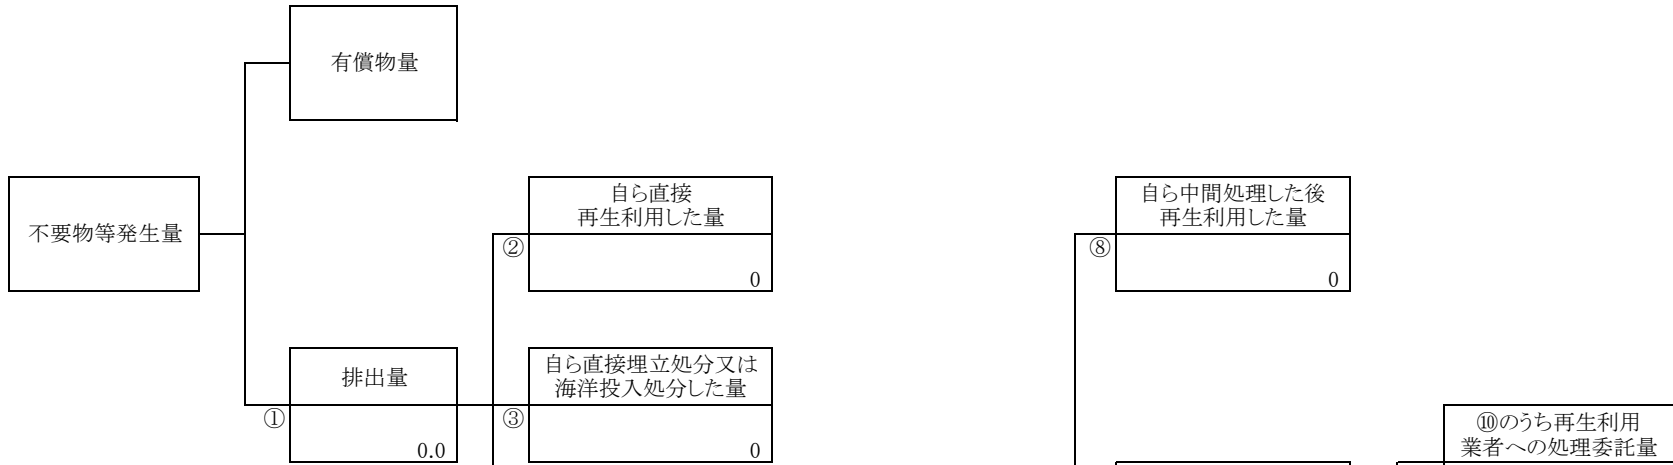 有償物量
不要物等発生量
自ら直接
再生利用した量
②
0
自ら中間処理した後
再生利用した量
⑧
0
排出量
①
0.0
自ら直接埋立処分又は
海洋投入処分した量
③
0
⑩のうち再生利用
業者への処理委託量